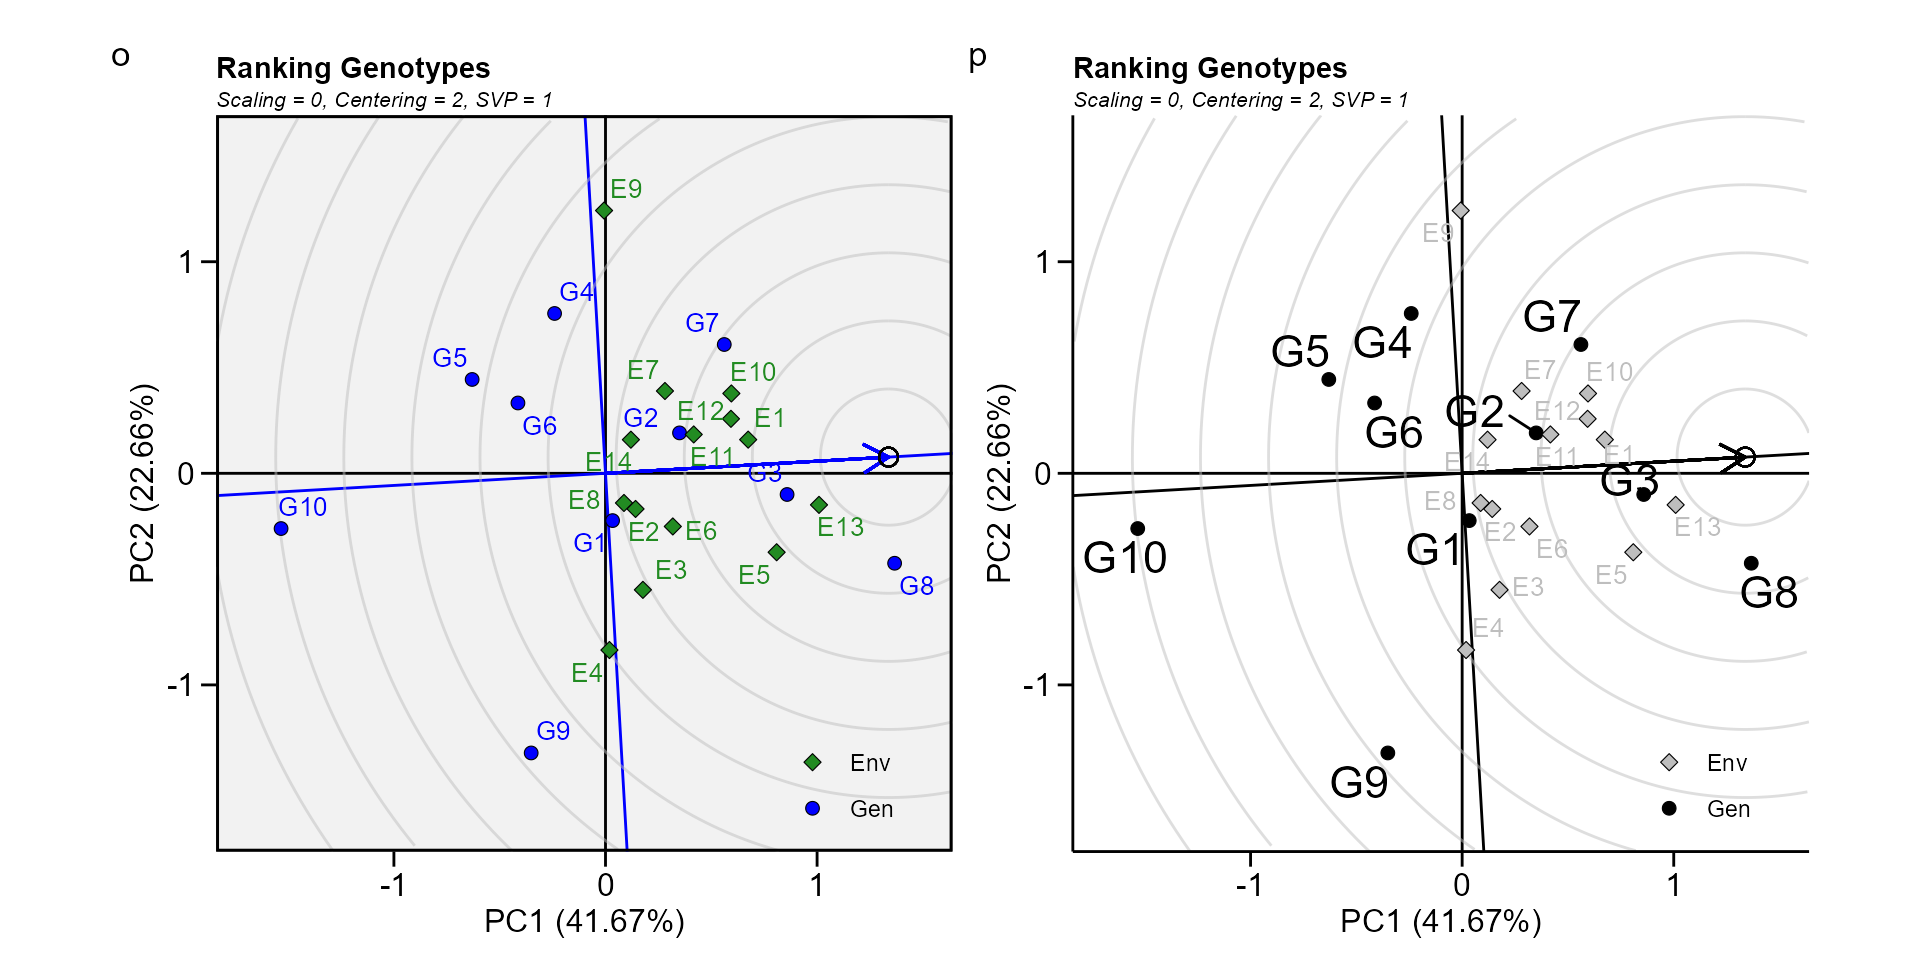 o
Ranking Genotypes
Scaling = 0, Centering = 2, SVP = 1
E9
G4
G7
G5
E7
E10
G2
E12
E1
G6
E11
E14
G3
G10
E8
E2
E6
E13
G1
E3
E5
G8
E4
G9
Env
Gen
1
0
-1
-1
0
1
PC2 (22.66%)
PC1 (41.67%)
p
Ranking Genotypes
Scaling = 0, Centering = 2, SVP = 1
E9
G7
G4
G5
E7
E10
G2
E12
G6
E1
E11
E14
G3
E8
E2
E13
G1
E6
G10
E5
E3
G8
E4
G9
Env
Gen
1
0
-1
-1
0
1
PC2 (22.66%)
PC1 (41.67%)